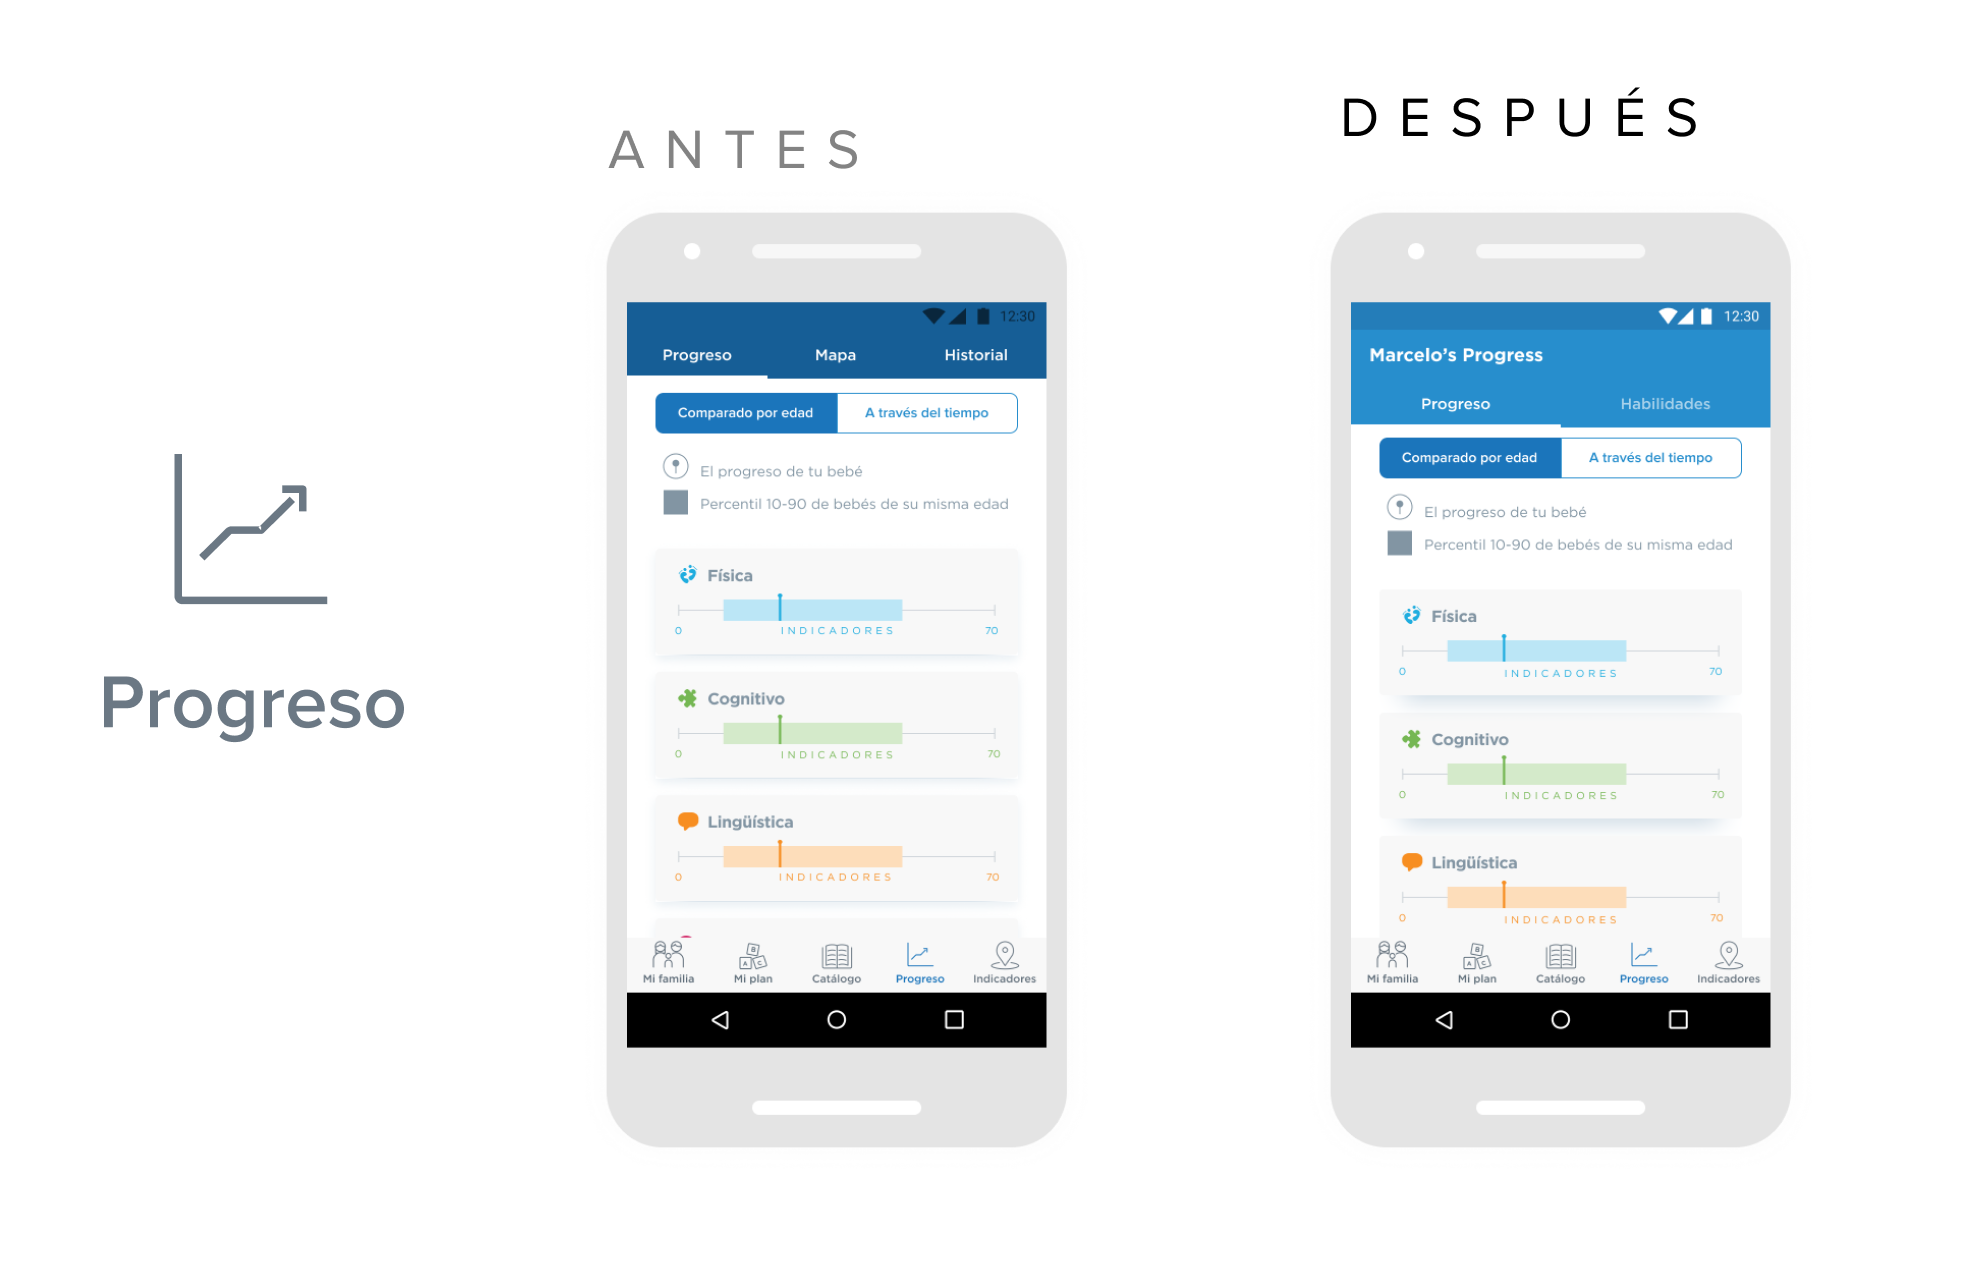 Progreso
ANTES
12:30
Progreso Mapa Historial
Comparado por edad A través del tiempo
El progreso de tu bebé
Percentil 10-90 de bebés de su misma edad
Física
0 INDICADORES 70
Cognitivo
0 INDICADORES 70
Lingüística
0 INDICADORES 70
B
A C
Mi familia Mi plan Catálogo Progreso Indicadores
DESPUÉS
12:30
Marcelo’s Progress
Progreso Habilidades
Comparado por edad A través del tiempo
El progreso de tu bebé
Percentil 10-90 de bebés de su misma edad
Física
0 INDICADORES 70
Cognitivo
0 INDICADORES 70
Lingüística
0 INDICADORES 70
B
A C
Mi familia Mi plan Catálogo Progreso Indicadores